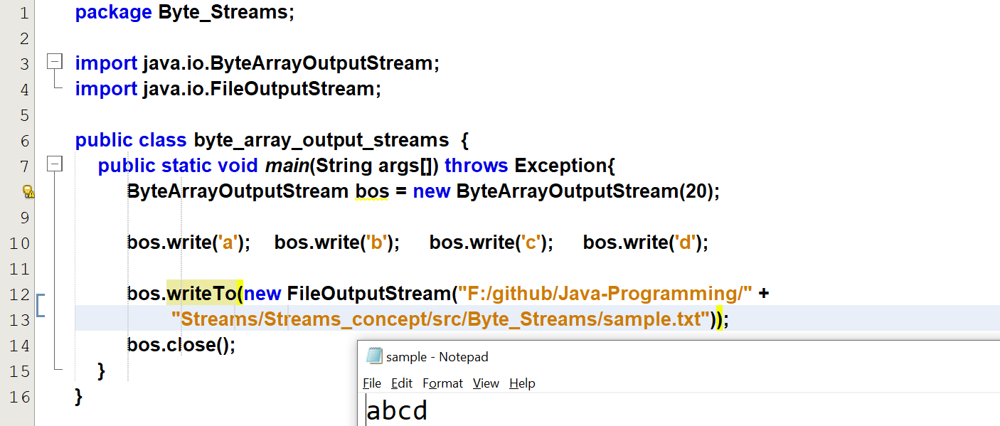 1 package Byte_Streams;
2
3 import java.io.ByteArrayOutputStream;
4 import java.io.FileOutputStream;
5
6 public class byte_array_output_streams {
7 public static void main(String args[]) throws Exception{
ByteArrayOutputStream bos = new ByteArrayOutputStream(20);
9
10 bos.write('a'); bos.write('b'); bos.write('c'); bos.write('d');
11
12 bos.writeTo(new FileOutputStream("F:/github/Java-Programming/" +
13 "Streams/Streams_concept/src/Byte_Streams/sample.txt"));
14 bos.close();
15 }
16 }
sample - Notepad
File Edit Format View Help
abcd